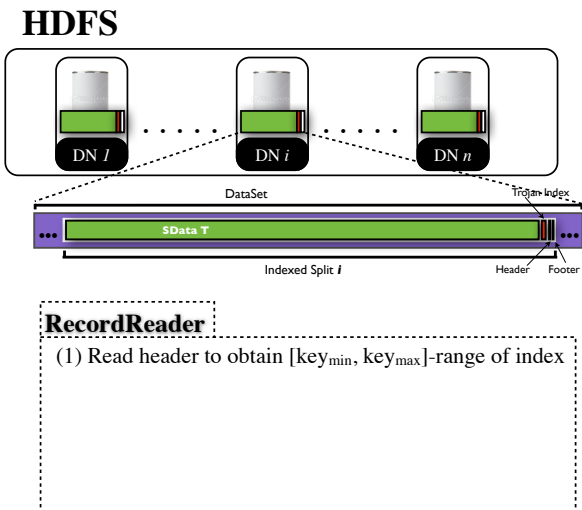 HDFS
. . . . . . . . . .
DN 1 DN i DN n
DataSet Trojan Index
... SData T ...
Indexed Split i Header Footer
RecordReader
(1) Read header to obtain [keymin, keymax]-range of index